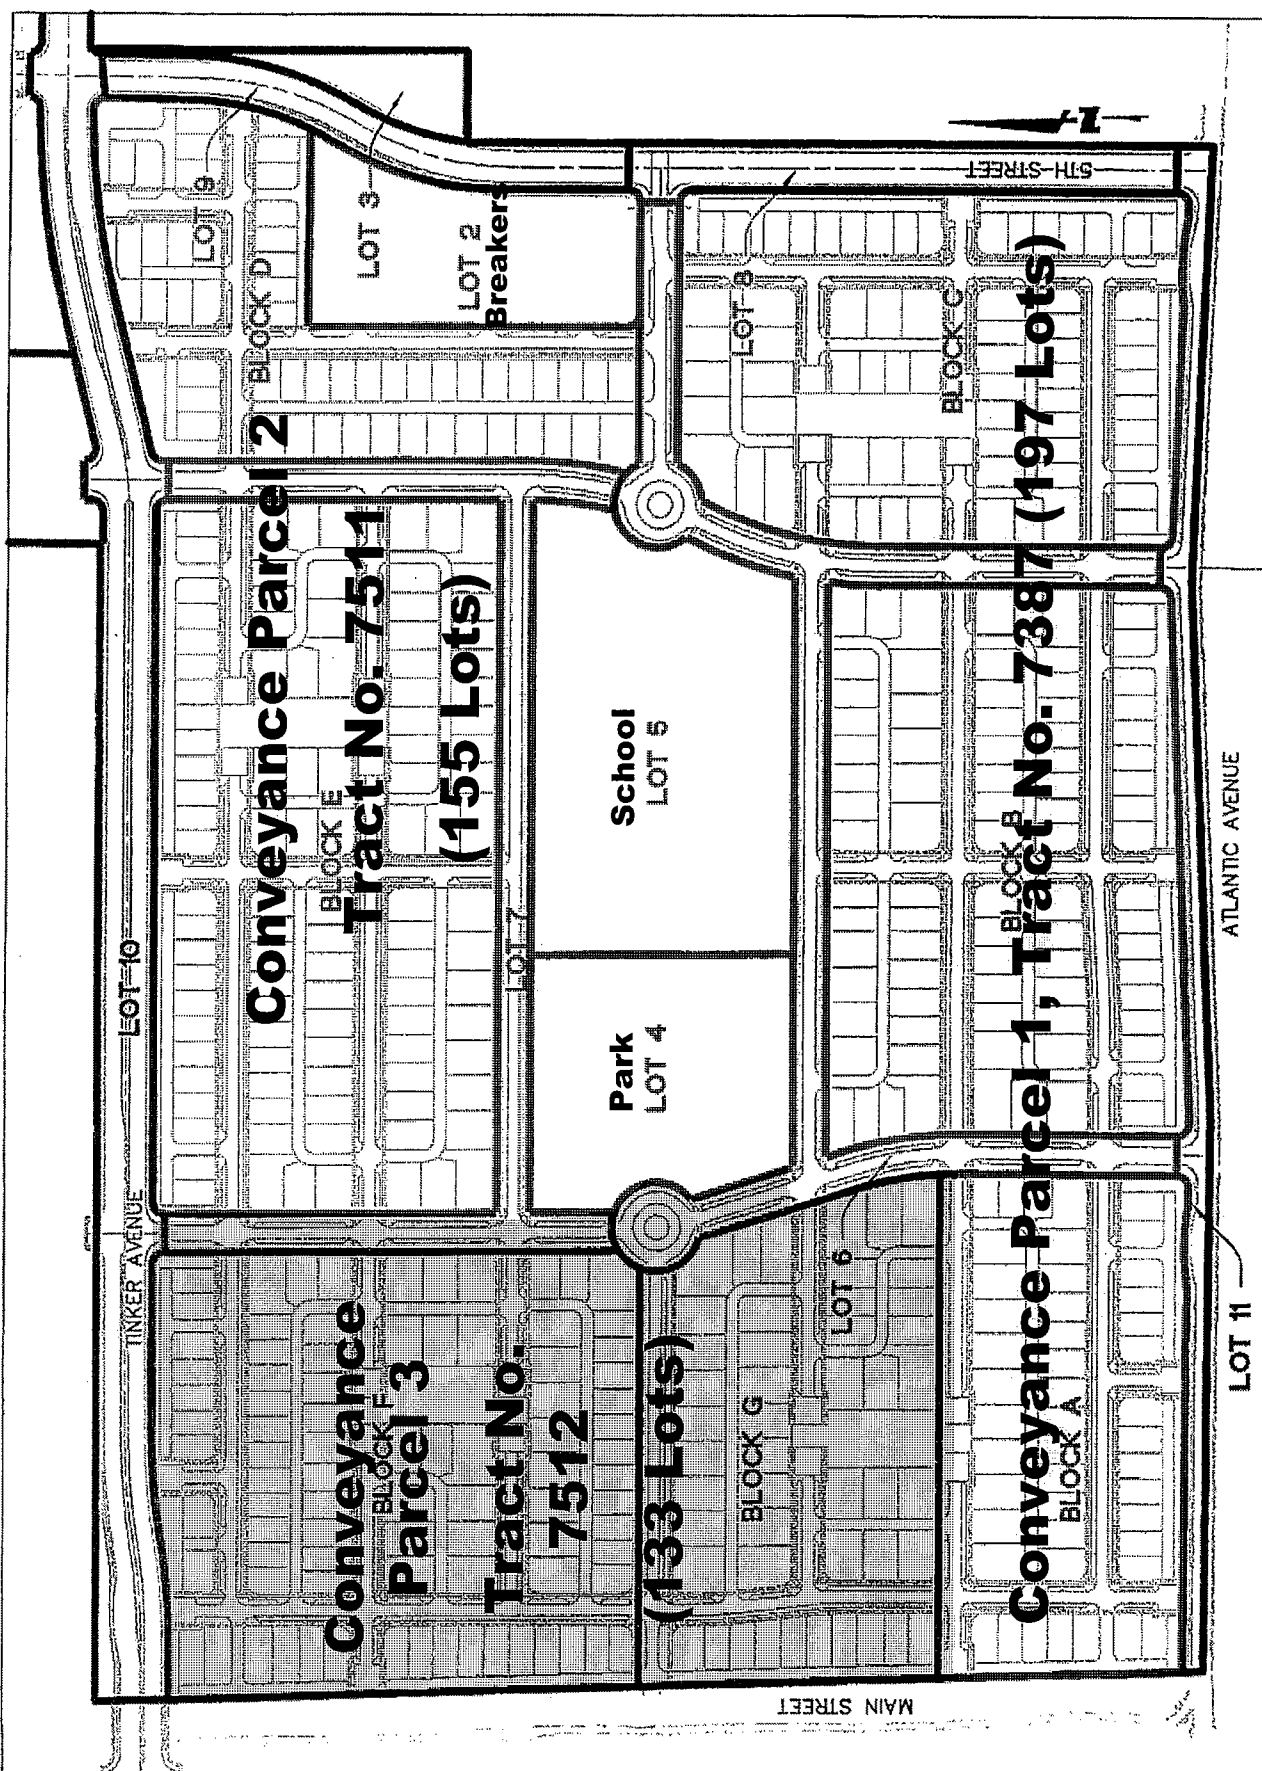 TINKER AVENUE
LOT 10
LOT 9
BLOCK D
LOT 3
LOT 2
Breakers
5TH STREET
Conveyance Parcel 2
Tract No. 7511
(155 Lots)
BLOCK E
LOT 7
School
LOT 5
Park
LOT 4
LOT 8
BLOCK C
BLOCK B
Conveyance Parcel 1, Tract No. 7387 (197 Lots)
BLOCK A
Conveyance
Parcel 3
Tract No.
7512
(133 Lots)
BLOCK F
BLOCK G
LOT 6
LOT 11
MAIN STREET
ATLANTIC AVENUE
Z